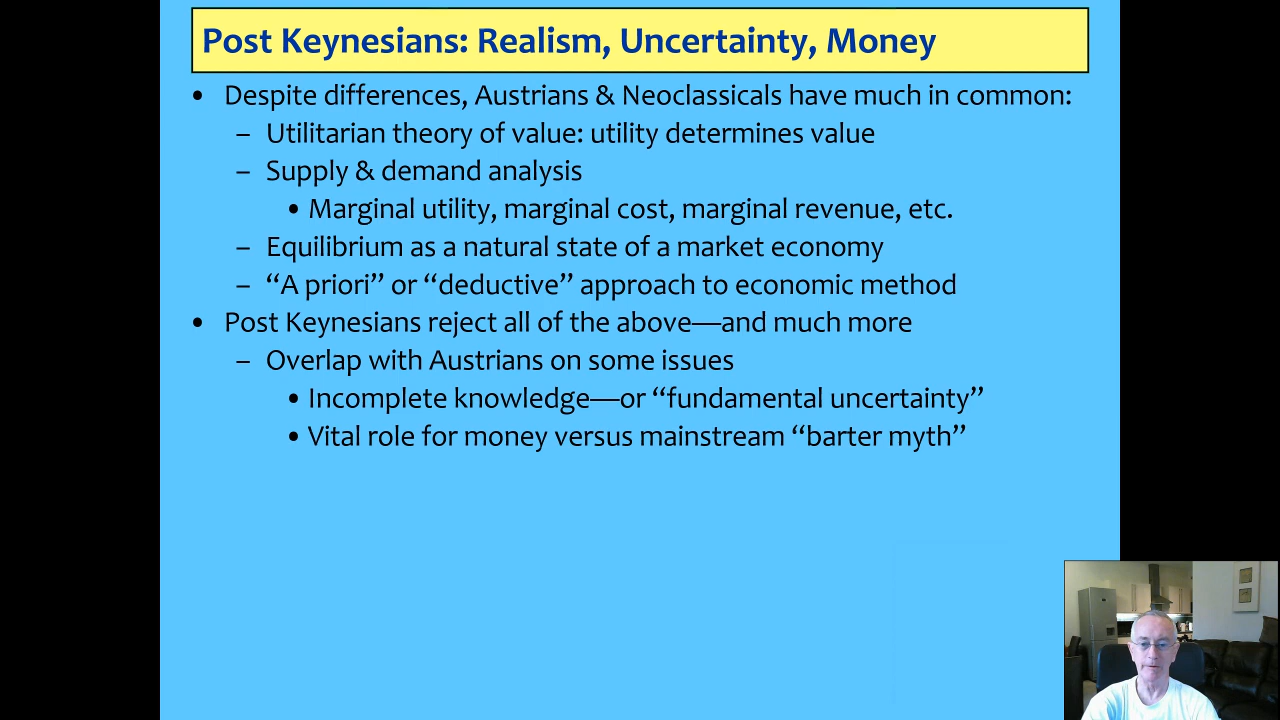 Post Keynesians: Realism, Uncertainty, Money
• Despite differences, Austrians & Neoclassicals have much in common:
– Utilitarian theory of value: utility determines value
– Supply & demand analysis
• Marginal utility, marginal cost, marginal revenue, etc.
– Equilibrium as a natural state of a market economy
– “A priori” or “deductive” approach to economic method
• Post Keynesians reject all of the above—and much more
– Overlap with Austrians on some issues
• Incomplete knowledge—or “fundamental uncertainty”
• Vital role for money versus mainstream “barter myth”